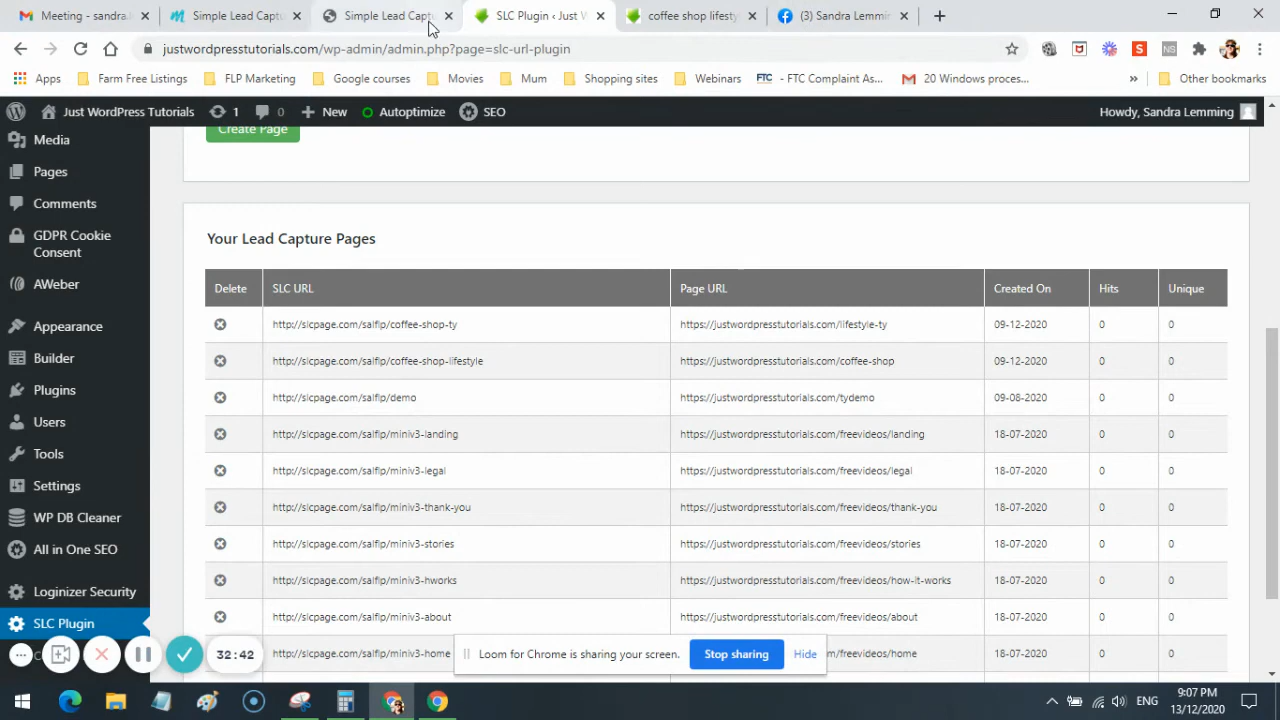 Meeting - sandra.
Simple Lead Captu
Simple Lead Captu
SLC Plugin ‹ Just W
coffee shop lifesty
(3) Sandra Lemmin
justwordpresstutorials.com/wp-admin/admin.php?page=slc-url-plugin
Apps
Farm Free Listings
FLP Marketing
Google courses
Movies
Mum
Shopping sites
Webinars
FTC - FTC Complaint As...
20 Windows proces...
»
Other bookmarks
Just WordPress Tutorials
1
0
New
Autoptimize
SEO
Howdy, Sandra Lemming
Media
Pages
Comments
GDPR Cookie
Consent
AWeber
Appearance
Builder
Plugins
Users
Tools
Settings
WP DB Cleaner
All in One SEO
Loginizer Security
SLC Plugin
Create Page
Your Lead Capture Pages
Delete SLC URL Page URL Created On Hits Unique
http://slcpage.com/salflp/coffee-shop-ty https://justwordpresstutorials.com/lifestyle-ty 09-12-2020 0 0
http://slcpage.com/salflp/coffee-shop-lifestyle https://justwordpresstutorials.com/coffee-shop 09-12-2020 0 0
http://slcpage.com/salflp/demo https://justwordpresstutorials.com/tydemo 09-08-2020 0 0
http://slcpage.com/salflp/miniv3-landing https://justwordpresstutorials.com/freevideos/landing 18-07-2020 0 0
http://slcpage.com/salflp/miniv3-legal https://justwordpresstutorials.com/freevideos/legal 18-07-2020 0 0
http://slcpage.com/salflp/miniv3-thank-you https://justwordpresstutorials.com/freevideos/thank-you 18-07-2020 0 0
http://slcpage.com/salflp/miniv3-stories https://justwordpresstutorials.com/freevideos/stories 18-07-2020 0 0
http://slcpage.com/salflp/miniv3-hworks https://justwordpresstutorials.com/freevideos/how-it-works 18-07-2020 0 0
http://slcpage.com/salflp/miniv3-about https://justwordpresstutorials.com/freevideos/about 18-07-2020 0 0
http://slcpage.com/salflp/miniv3-home .com/freevideos/home 18-07-2020 0 0
32:42
Loom for Chrome is sharing your screen.
Stop sharing
Hide
ENG
9:07 PM
13/12/2020